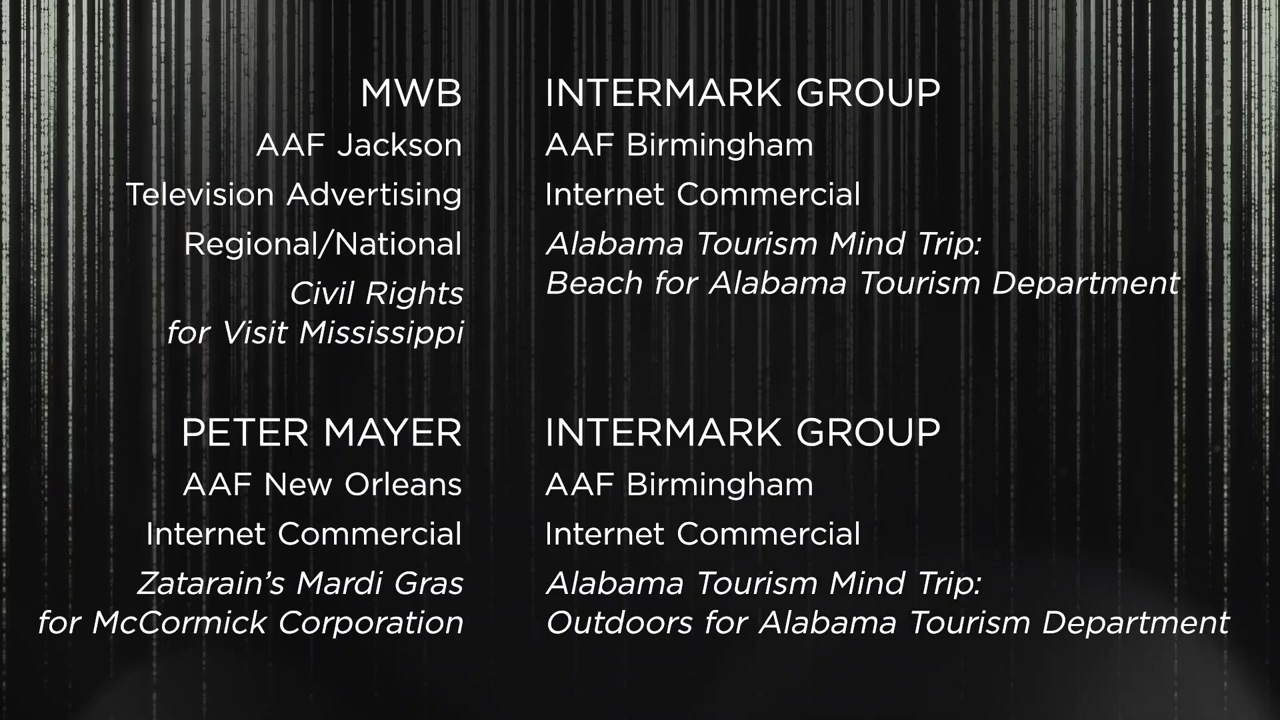 MWB
AAF Jackson
Television Advertising
Regional/National
Civil Rights
for Visit Mississippi
INTERMARK GROUP
AAF Birmingham
Internet Commercial
Alabama Tourism Mind Trip:
Beach for Alabama Tourism Department
PETER MAYER
AAF New Orleans
Internet Commercial
Zatarain’s Mardi Gras
for McCormick Corporation
INTERMARK GROUP
AAF Birmingham
Internet Commercial
Alabama Tourism Mind Trip:
Outdoors for Alabama Tourism Department